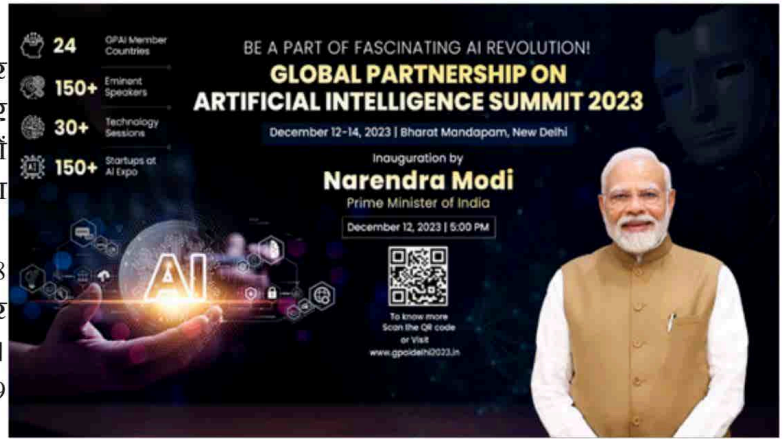 24 GPAI Member
Countries
150+ Eminent
Speakers
30+ Technology
Sessions
150+ Startups at
AI Expo
BE A PART OF FASCINATING AI REVOLUTION!
GLOBAL PARTNERSHIP ON
ARTIFICIAL INTELLIGENCE SUMMIT 2023
December 12-14, 2023 | Bharat Mandapam, New Delhi
Inauguration by
Narendra Modi
Prime Minister of India
December 12, 2023 | 5:00 PM
To know more
Scan the QR code
or Visit
www.gpaidelhi2023.in
AI
AI